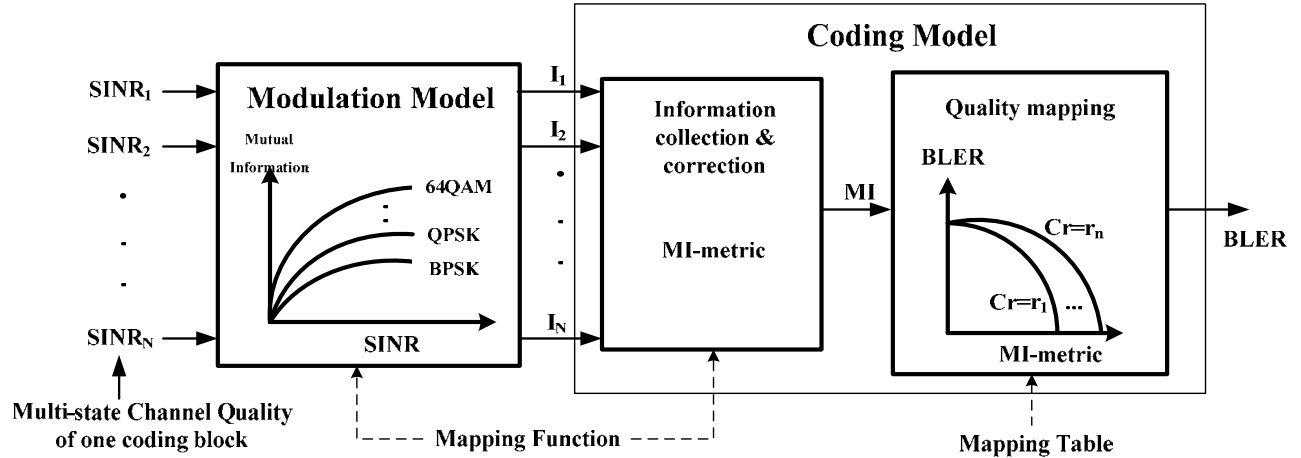 Coding Model
Modulation Model
Mutual
Information
64QAM
QPSK
BPSK
SINR
SINR₁
SINR₂
SINR_N
Multi-state Channel Quality
of one coding block
I₁
I₂
I_N
Information
collection &
correction
MI-metric
MI
Quality mapping
BLER
Cr=rₙ
Cr=r₁
...
MI-metric
BLER
Mapping Function
Mapping Table